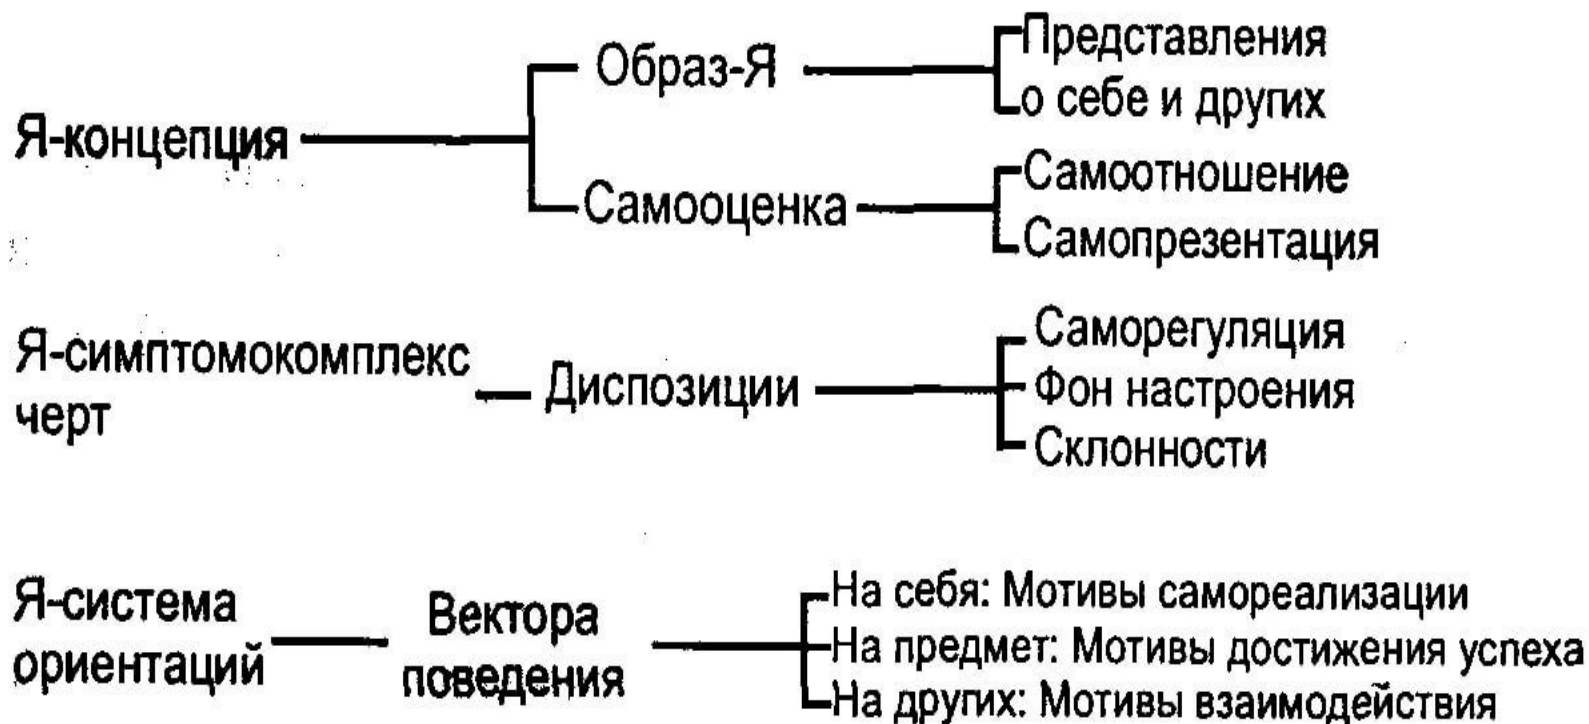 Я-концепция
Образ-Я
Представления
о себе и других
Самооценка
Самоотношение
Самопрезентация
Я-симптомокомплекс
черт
Диспозиции
Саморегуляция
Фон настроения
Склонности
Я-система
ориентаций
Вектора
поведения
На себя: Мотивы самореализации
На предмет: Мотивы достижения успеха
На других: Мотивы взаимодействия